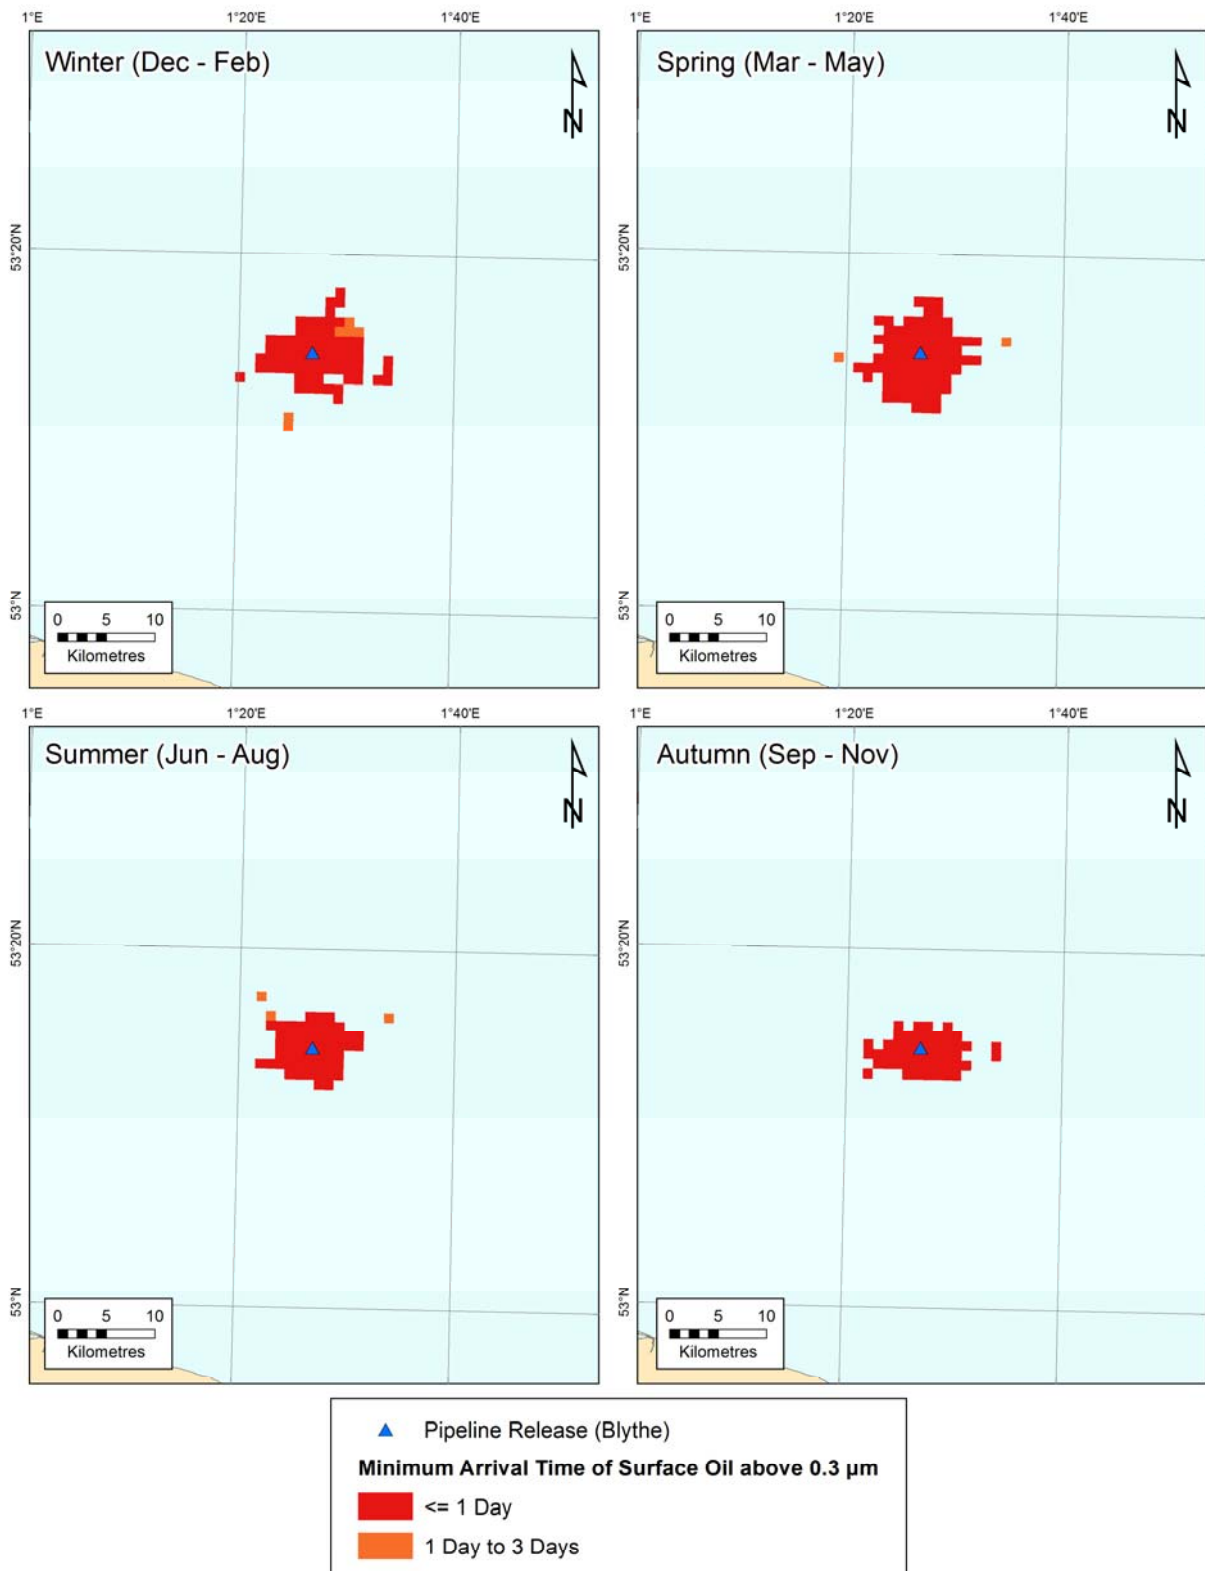 1°E 1°20'E 1°40'E 1°E 1°20'E 1°40'E
Winter (Dec - Feb)
N
53°20'N
53°N
0 5 10
Kilometres
Spring (Mar - May)
N
53°20'N
53°N
0 5 10
Kilometres
1°E 1°20'E 1°40'E 1°E 1°20'E 1°40'E
Summer (Jun - Aug)
N
53°20'N
53°N
0 5 10
Kilometres
Autumn (Sep - Nov)
N
53°20'N
53°N
0 5 10
Kilometres
Pipeline Release (Blythe)
Minimum Arrival Time of Surface Oil above 0.3 µm
<= 1 Day
1 Day to 3 Days